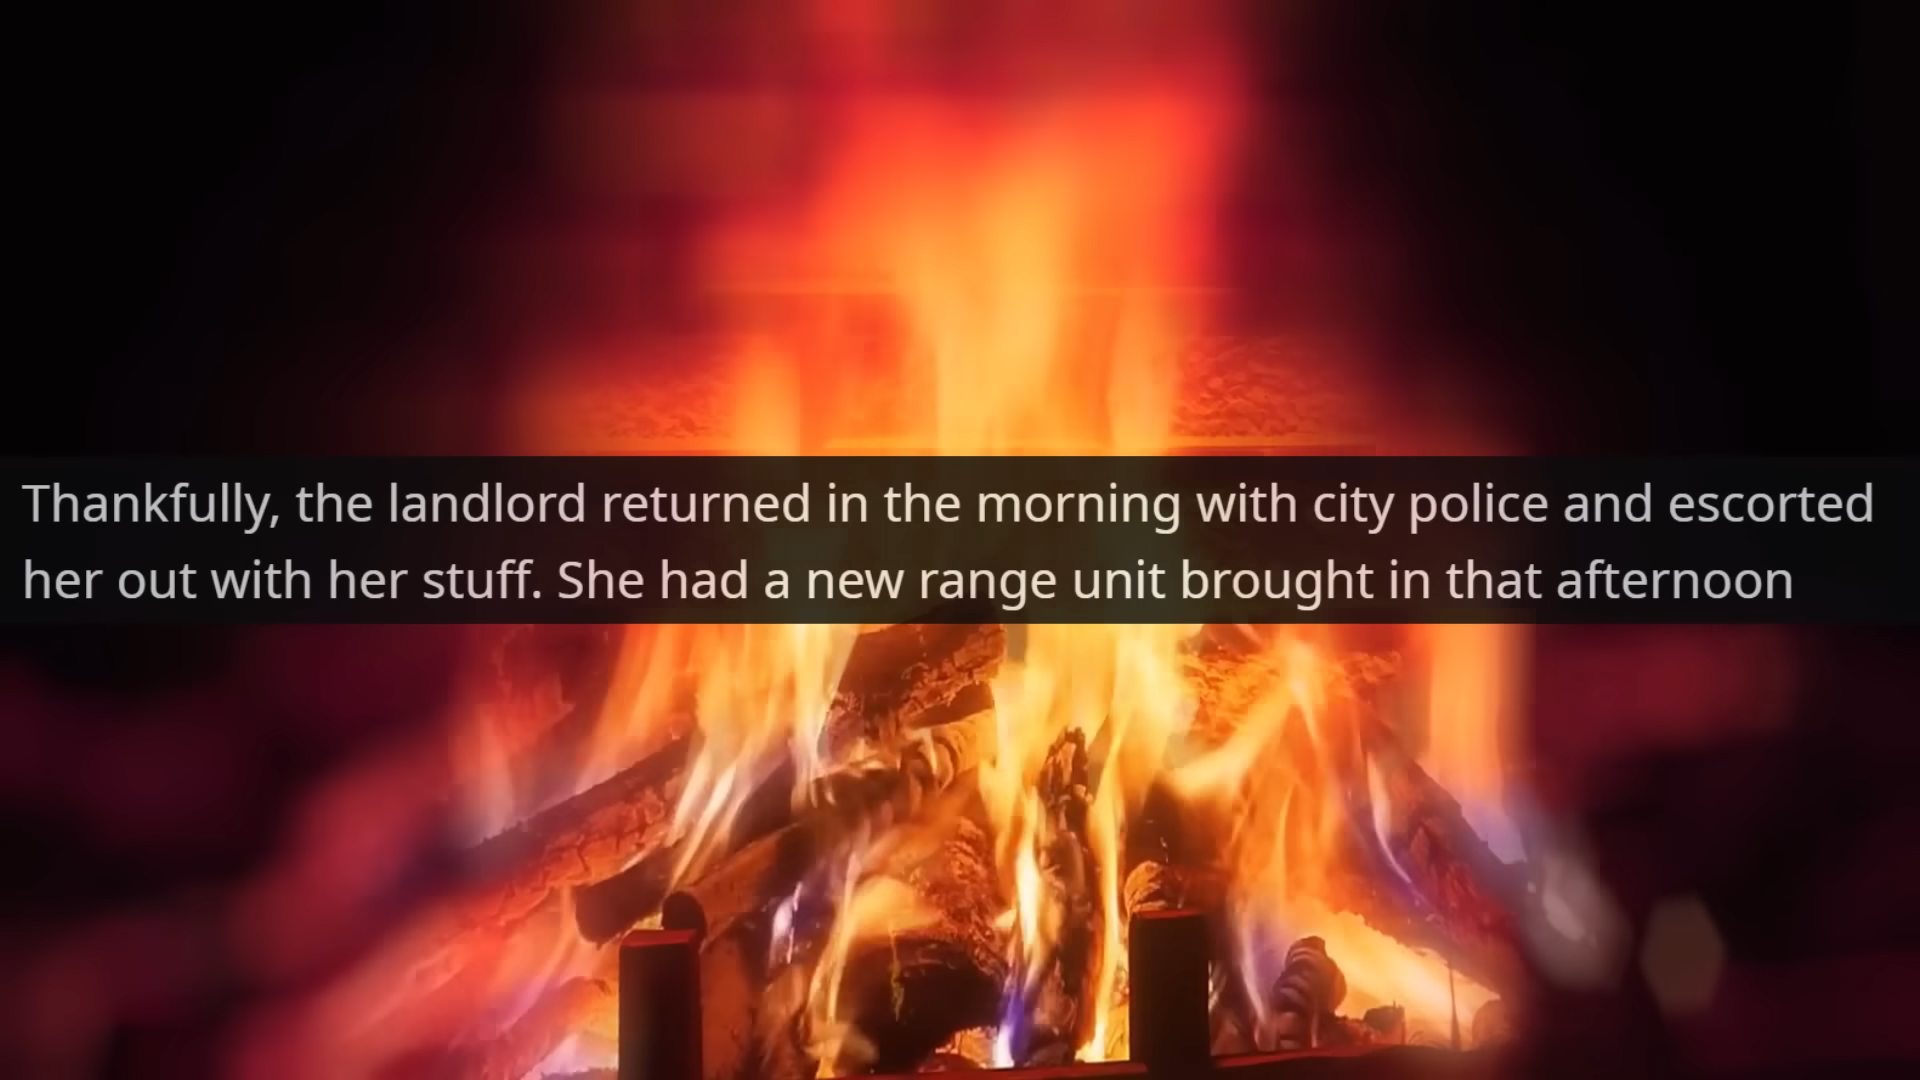 Thankfully, the landlord returned in the morning with city police and escorted
her out with her stuff. She had a new range unit brought in that afternoon